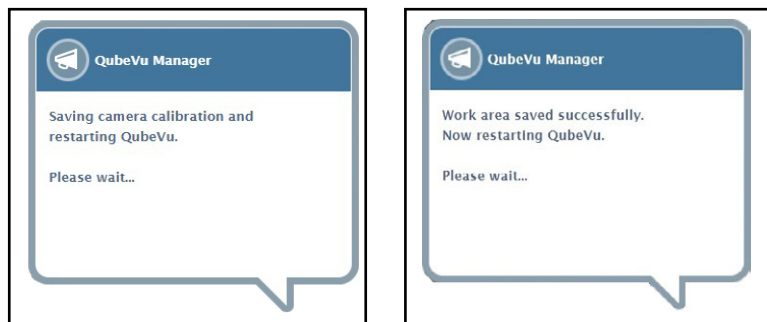 QubeVu Manager
Saving camera calibration and
restarting QubeVu.
Please wait...
QubeVu Manager
Work area saved successfully.
Now restarting QubeVu.
Please wait...